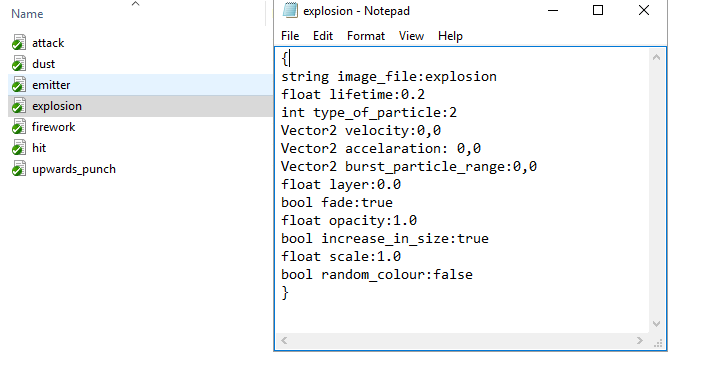 Name
attack
dust
emitter
explosion
firework
hit
upwards_punch
explosion - Notepad
File Edit Format View Help
{
string image_file:explosion
float lifetime:0.2
int type_of_particle:2
Vector2 velocity:0,0
Vector2 accelaration: 0,0
Vector2 burst_particle_range:0,0
float layer:0.0
bool fade:true
float opacity:1.0
bool increase_in_size:true
float scale:1.0
bool random_colour:false
}